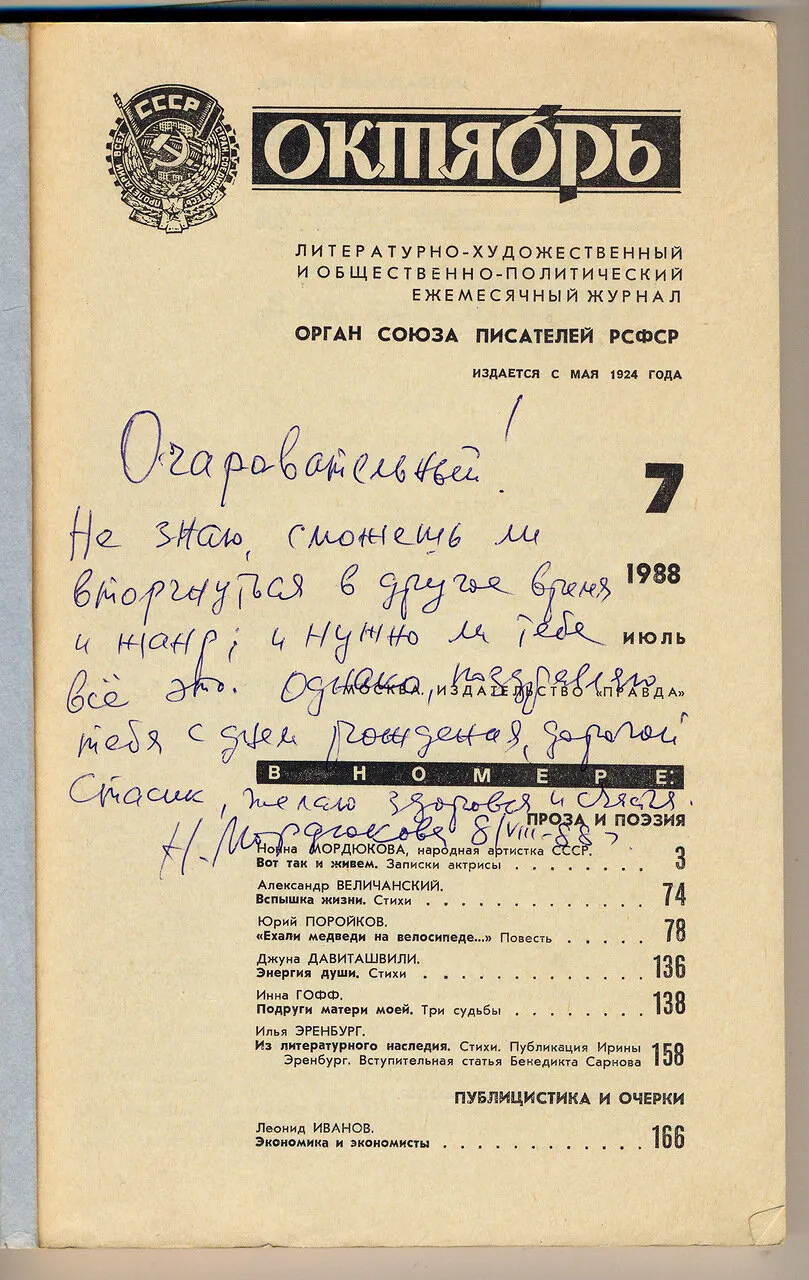 СССР
ОКТЯБРЬ
ЛИТЕРАТУРНО-ХУДОЖЕСТВЕННЫЙ
И ОБЩЕСТВЕННО-ПОЛИТИЧЕСКИЙ
ЕЖЕМЕСЯЧНЫЙ ЖУРНАЛ
ОРГАН СОЮЗА ПИСАТЕЛЕЙ РСФСР
ИЗДАЕТСЯ С МАЯ 1924 ГОДА
Очаровательный!
7
Не знаю, сможешь ли
вторгнуться в другое время
1988
и жанр; и нужно ли тебе
ИЮЛЬ
всё это. Однако, поздравляю
МОСКВА. ИЗДАТЕЛЬСТВО «ПРАВДА»
тебя с днем рождения, дорогой
В НОМЕРЕ:
Стасик, желаю здоровья и счастья.
ПРОЗА И ПОЭЗИЯ
Н. Мордюкова 8/VIII-88 г
Нонна МОРДЮКОВА, народная артистка СССР.
Вот так и живем. Записки актрисы . . . . . . . . 3
Александр ВЕЛИЧАНСКИЙ.
Вспышка жизни. Стихи . . . . . . . . . . . . . 74
Юрий ПОРОЙКОВ.
«Ехали медведи на велосипеде...» Повесть . . . . . 78
Джуна ДАВИТАШВИЛИ.
Энергия души. Стихи . . . . . . . . . . . . . 136
Инна ГОФФ.
Подруги матери моей. Три судьбы . . . . . . . . 138
Илья ЭРЕНБУРГ.
Из литературного наследия. Стихи. Публикация Ирины
Эренбург. Вступительная статья Бенедикта Сарнова 158
ПУБЛИЦИСТИКА И ОЧЕРКИ
Леонид ИВАНОВ.
Экономика и экономисты . . . . . . . . . . . . 166